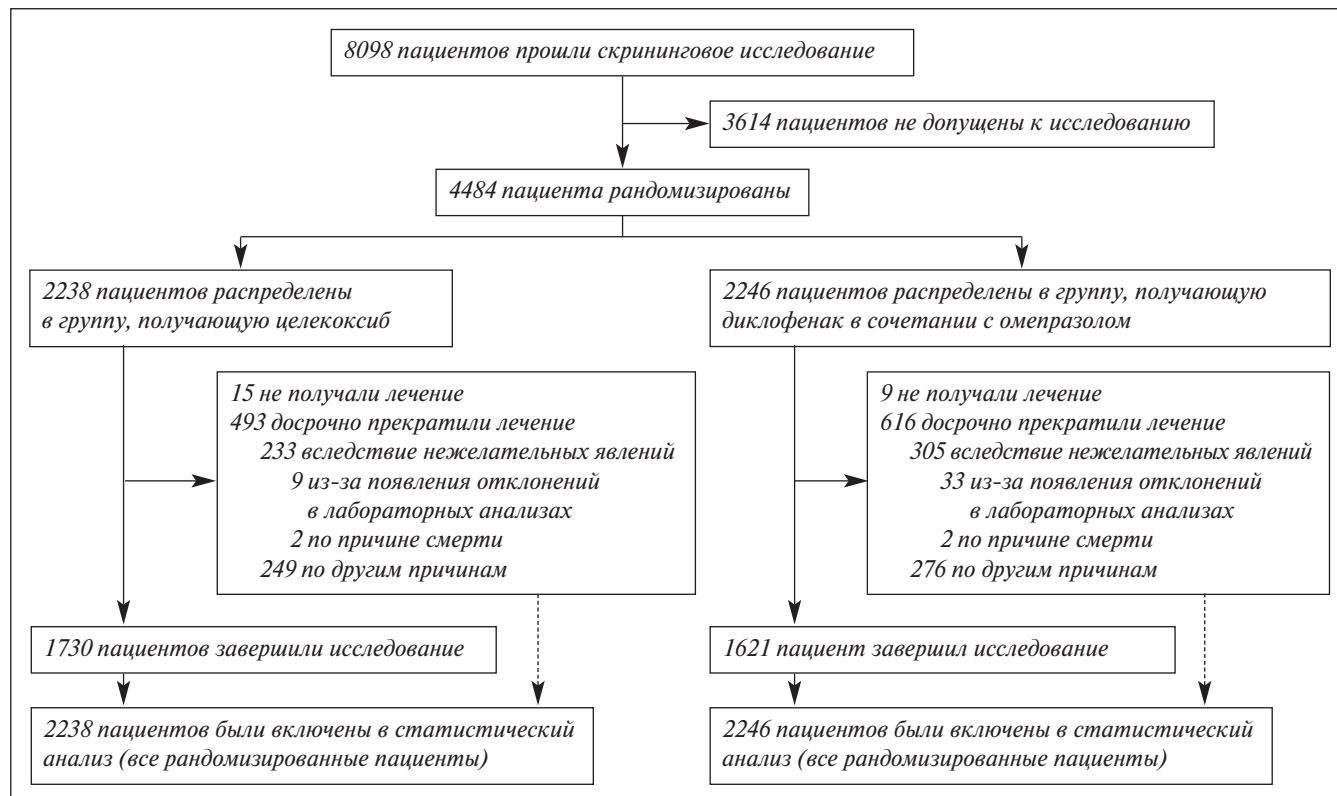 8098 пациентов прошли скрининговое исследование
3614 пациентов не допущены к исследованию
4484 пациента рандомизированы
2238 пациентов распределены
в группу, получающую целекоксиб
2246 пациентов распределены в группу, получающую
диклофенак в сочетании с омепразолом
15 не получали лечение
493 досрочно прекратили лечение
233 вследствие нежелательных явлений
9 из-за появления отклонений
в лабораторных анализах
2 по причине смерти
249 по другим причинам
9 не получали лечение
616 досрочно прекратили лечение
305 вследствие нежелательных явлений
33 из-за появления отклонений
в лабораторных анализах
2 по причине смерти
276 по другим причинам
1730 пациентов завершили исследование
1621 пациент завершил исследование
2238 пациентов были включены в статистический
анализ (все рандомизированные пациенты)
2246 пациентов были включены в статистический
анализ (все рандомизированные пациенты)